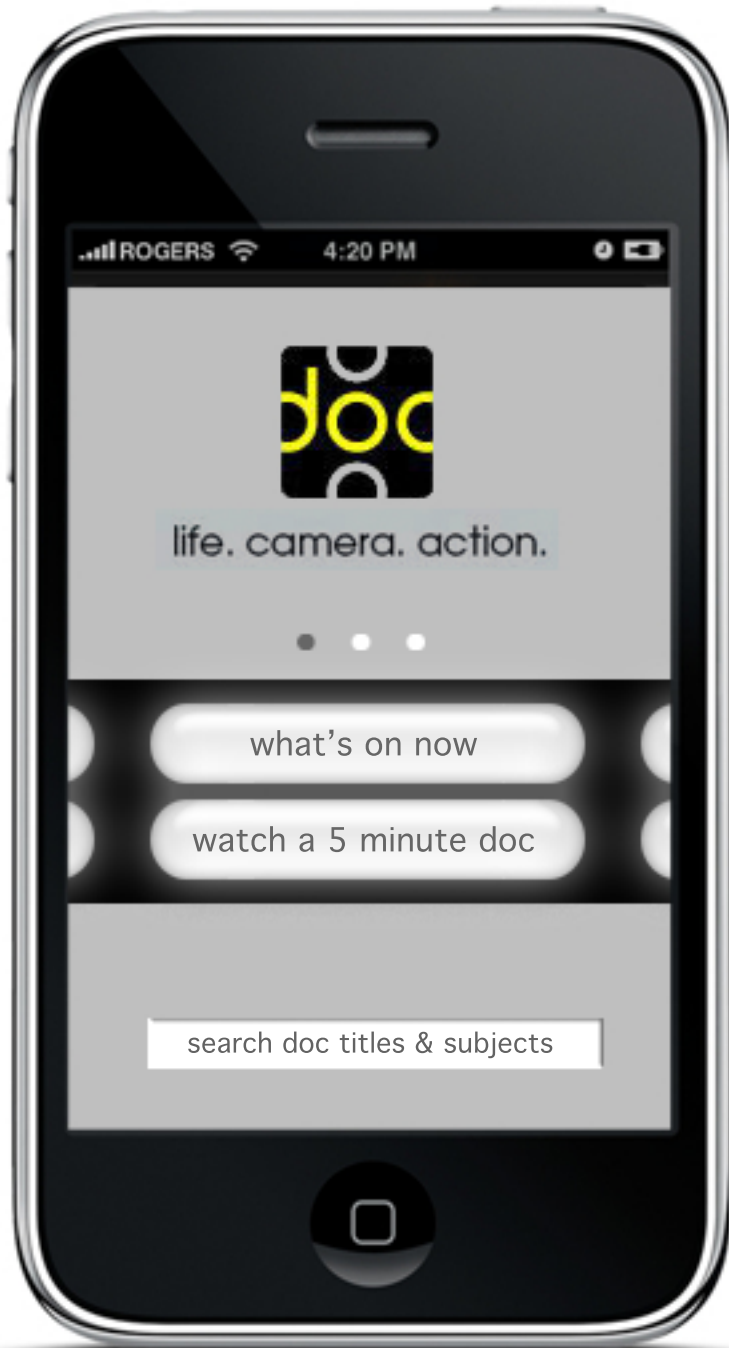 ROGERS 4:20 PM
doc
life. camera. action.
what's on now
watch a 5 minute doc
search doc titles & subjects